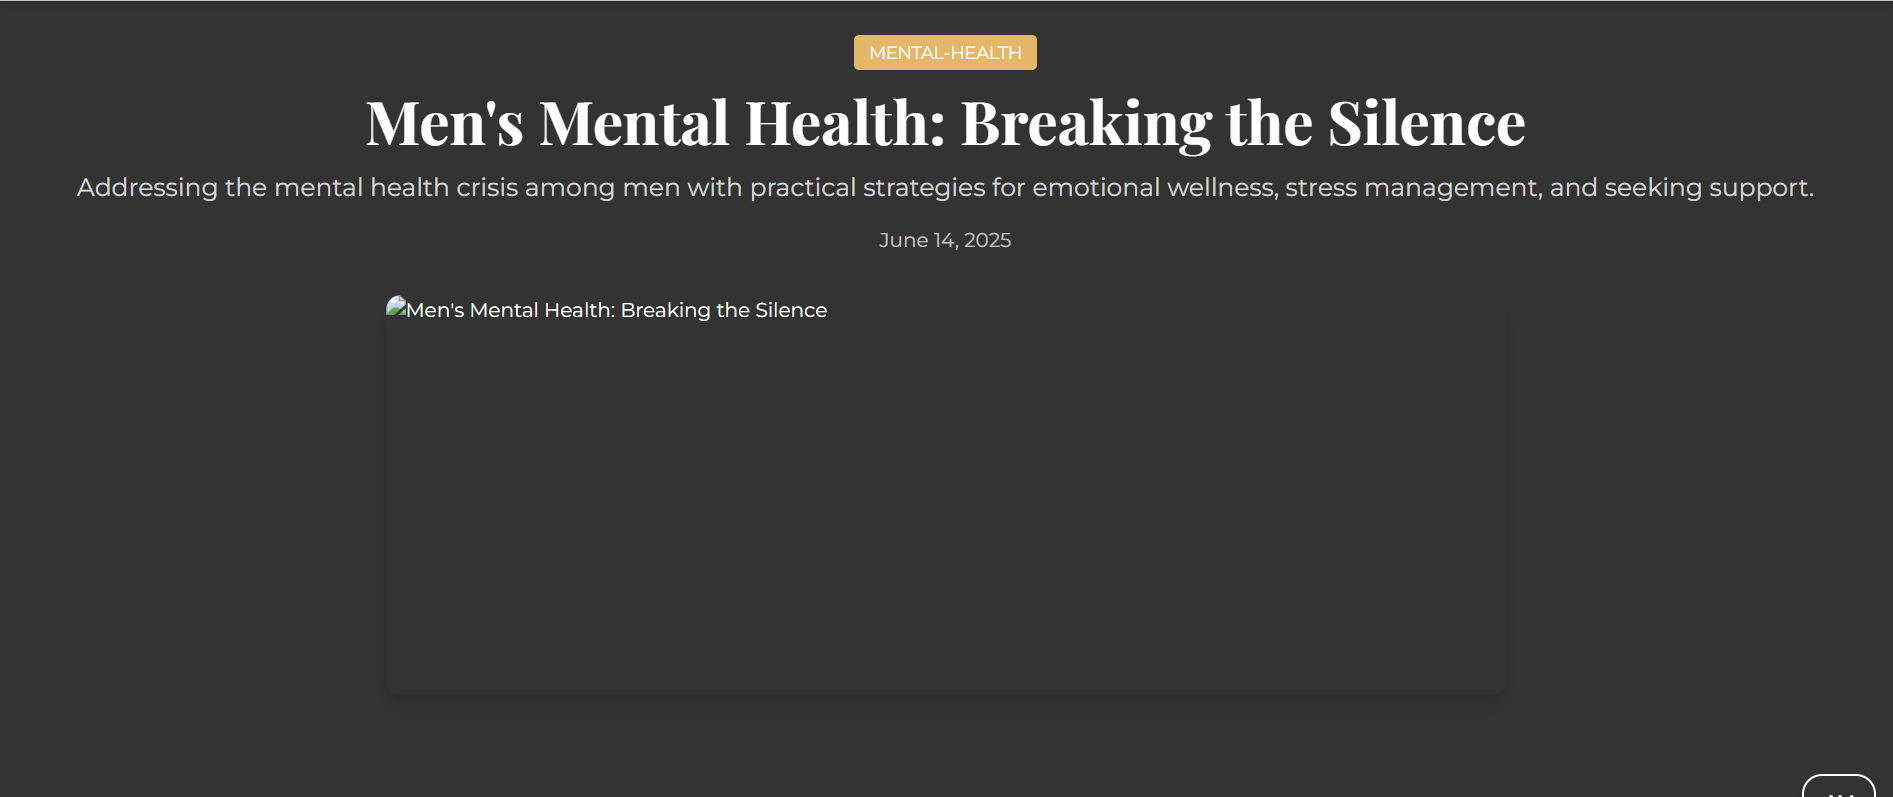 MENTAL-HEALTH
Men's Mental Health: Breaking the Silence
Addressing the mental health crisis among men with practical strategies for emotional wellness, stress management, and seeking support.
June 14, 2025
Men's Mental Health: Breaking the Silence